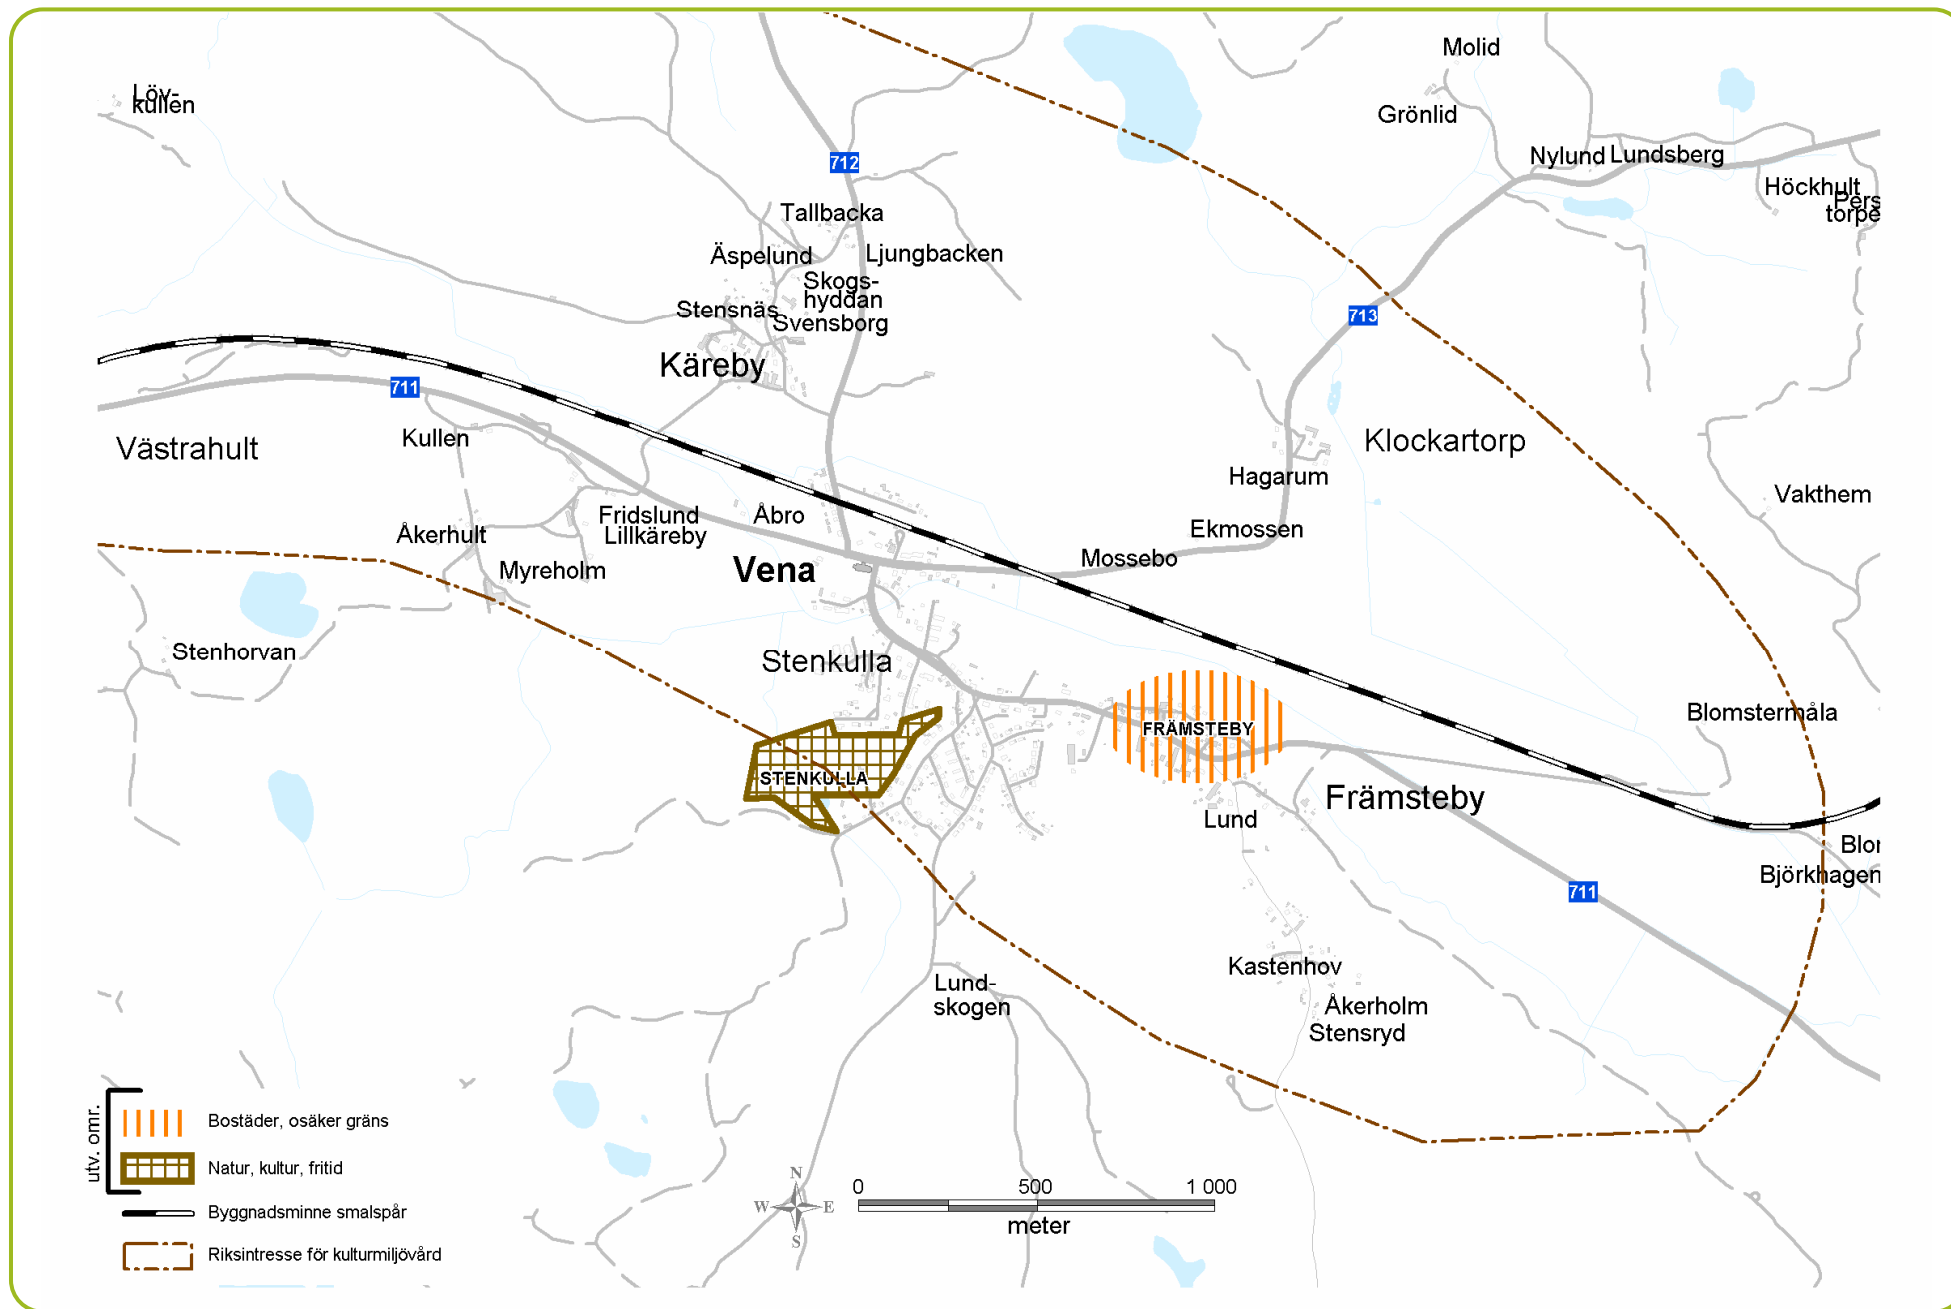 Molid
Löv-
kullen
Grönlid
712
Nylund
Lundsberg
Höckhult
Pers
torpe
Tallbacka
Äspelund
Ljungbacken
Skogs-
hyddan
Stensnäs
Svensborg
713
Käreby
711
Kullen
Västrahult
Klockartorp
Hagarum
Vakthem
Fridslund
Lillkäreby
Åbro
Åkerhult
Ekmossen
Mossebo
Myreholm
Vena
Stenhorvan
Stenkulla
Blomstermåla
FRÄMSTEBY
STENKULLA
Främsteby
Lund
Blor
Björkhagen
711
Kastenhov
Lund-
skogen
Åkerholm
Stensryd
utv. omr.
Bostäder, osäker gräns
Natur, kultur, fritid
Byggnadsminne smalspår
Riksintresse för kulturmiljövård
N
W
E
S
0 500 1 000
meter